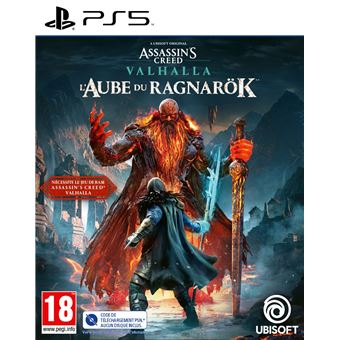 PS5
A UBISOFT ORIGINAL
ASSASSIN'S
CREED
VALHALLA
L'AUBE DU RAGNARÖK
NÉCESSITE LE JEU DE BASE
ASSASSIN'S CREED®
VALHALLA
18
www.pegi.info
CODE DE
TÉLÉCHARGEMENT PSN.
AUCUN DISQUE INCLUS.
UBISOFT